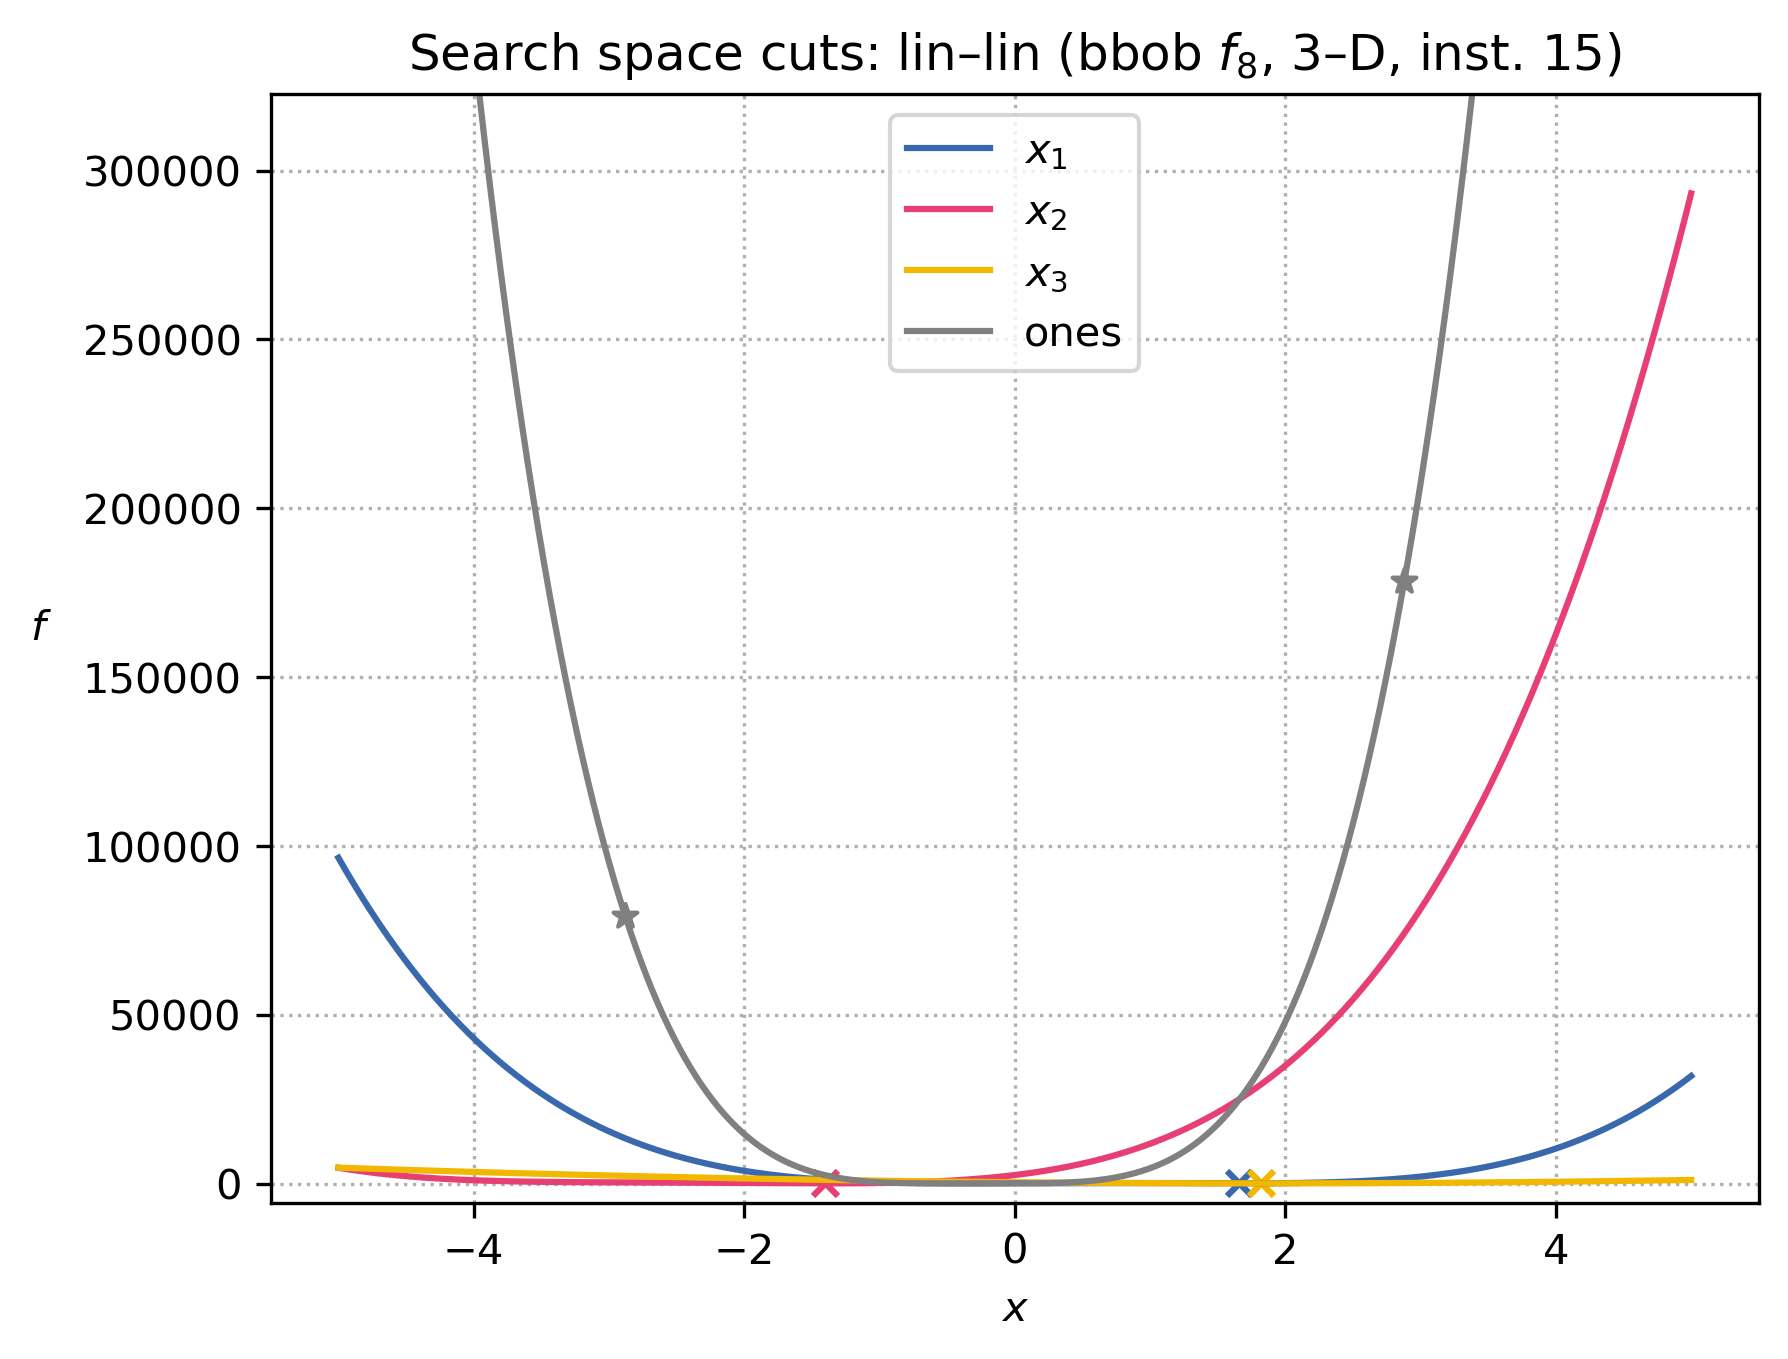 Search space cuts: lin–lin (bbob f₈, 3–D, inst. 15)
x₁
x₂
x₃
ones
300000
250000
200000
150000
100000
50000
0
f
−4 −2 0 2 4
x